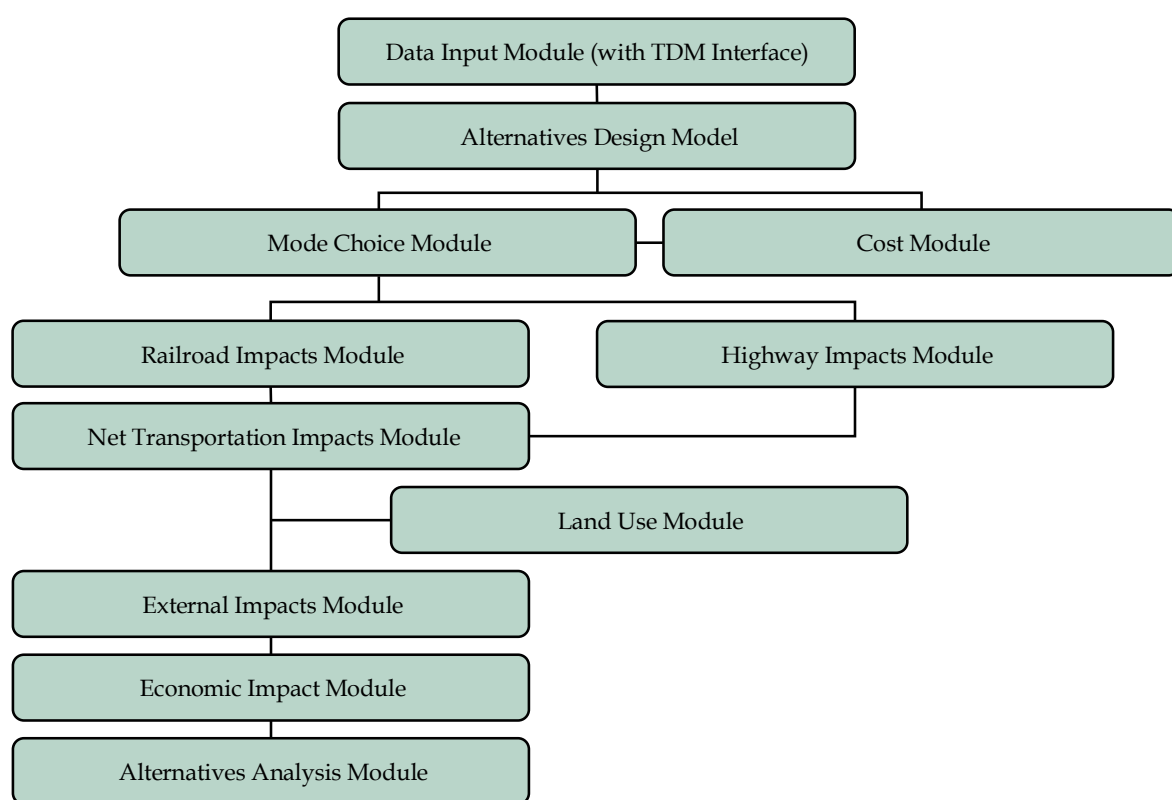 Data Input Module (with TDM Interface)
Alternatives Design Model
Mode Choice Module
Cost Module
Railroad Impacts Module
Highway Impacts Module
Net Transportation Impacts Module
Land Use Module
External Impacts Module
Economic Impact Module
Alternatives Analysis Module